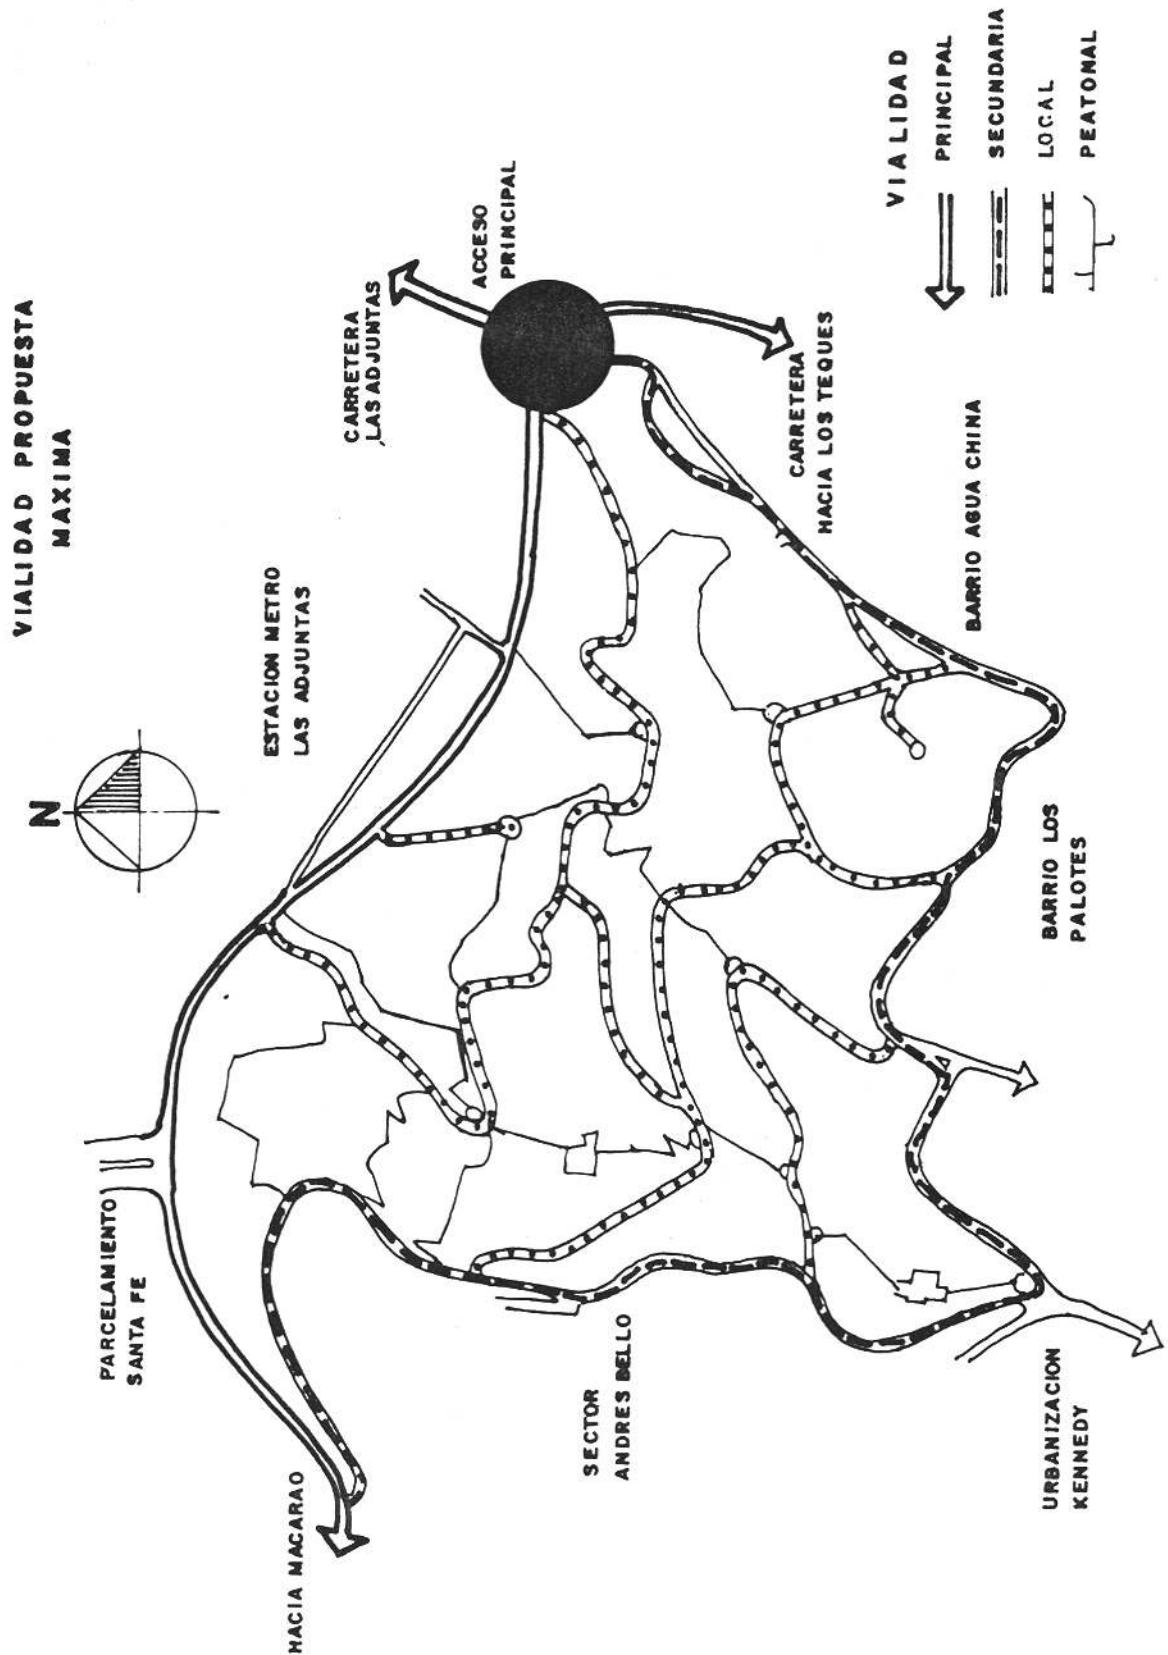 VIALIDAD PROPUESTA
MAXIMA
N
ESTACION METRO
LAS ADJUNTAS
CARRETERA
LAS ADJUNTAS
ACCESO
PRINCIPAL
PARCELAMIENTO
SANTA FE
HACIA MACARAO
SECTOR
ANDRES BELLO
URBANIZACION
KENNEDY
BARRIO LOS
PALOTES
BARRIO AGUA CHINA
CARRETERA
HACIA LOS TEQUES
VIALIDAD
PRINCIPAL
SECUNDARIA
LOCAL
PEATONAL